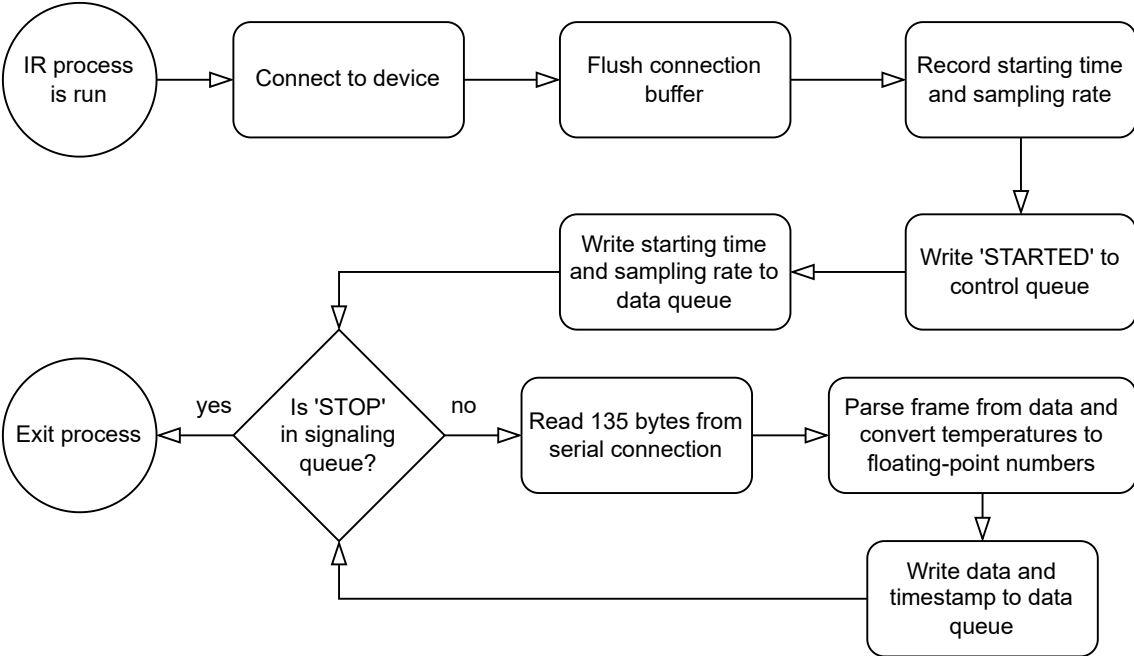 IR process
is run
Connect to device
Flush connection
buffer
Record starting time
and sampling rate
Write 'STARTED' to
control queue
Write starting time
and sampling rate to
data queue
Is 'STOP'
in signaling
queue?
yes
Exit process
no
Read 135 bytes from
serial connection
Parse frame from data and
convert temperatures to
floating-point numbers
Write data and
timestamp to data
queue